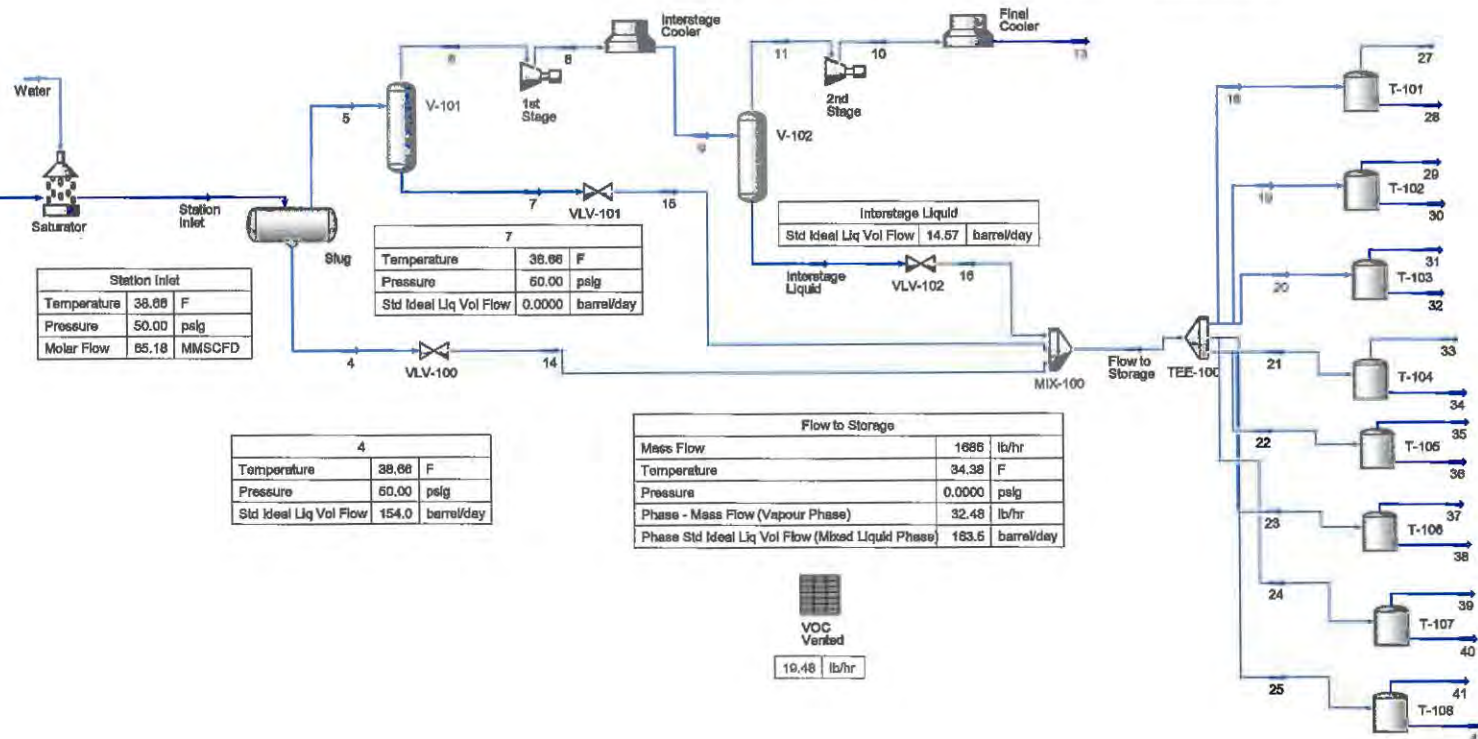 Water
Saturator
Station
Inlet
Slug
5
V-101
6
1st
Stage
8
Interstage
Cooler
9
11
V-102
2nd
Stage
10
Final
Cooler
13
7
VLV-101
15
Interstage
Liquid
VLV-102
16
4
VLV-100
14
MIX-100
Flow to
Storage
TEE-100
Station Inlet
Temperature 38.66 F
Pressure 50.00 psig
Molar Flow 65.18 MMSCFD
7
Temperature 38.66 F
Pressure 50.00 psig
Std Ideal Liq Vol Flow 0.0000 barrel/day
Interstage Liquid
Std Ideal Liq Vol Flow 14.57 barrel/day
4
Temperature 38.66 F
Pressure 50.00 psig
Std Ideal Liq Vol Flow 154.0 barrel/day
Flow to Storage
Mass Flow 1686 lb/hr
Temperature 34.38 F
Pressure 0.0000 psig
Phase - Mass Flow (Vapour Phase) 32.48 lb/hr
Phase Std Ideal Liq Vol Flow (Mixed Liquid Phase) 163.5 barrel/day
VOC
Vented
19.48 lb/hr
18
T-101
27
28
19
T-102
29
30
20
T-103
31
32
21
T-104
33
34
22
T-105
35
36
23
T-106
37
38
24
T-107
39
40
25
T-108
41